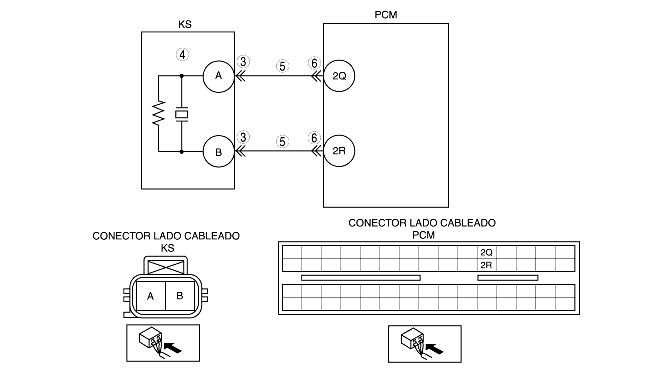 KS
PCM
4
3
5
6
A
2Q
3
5
6
B
2R
CONECTOR LADO CABLEADO
KS
A B
CONECTOR LADO CABLEADO
PCM
2Q
2R